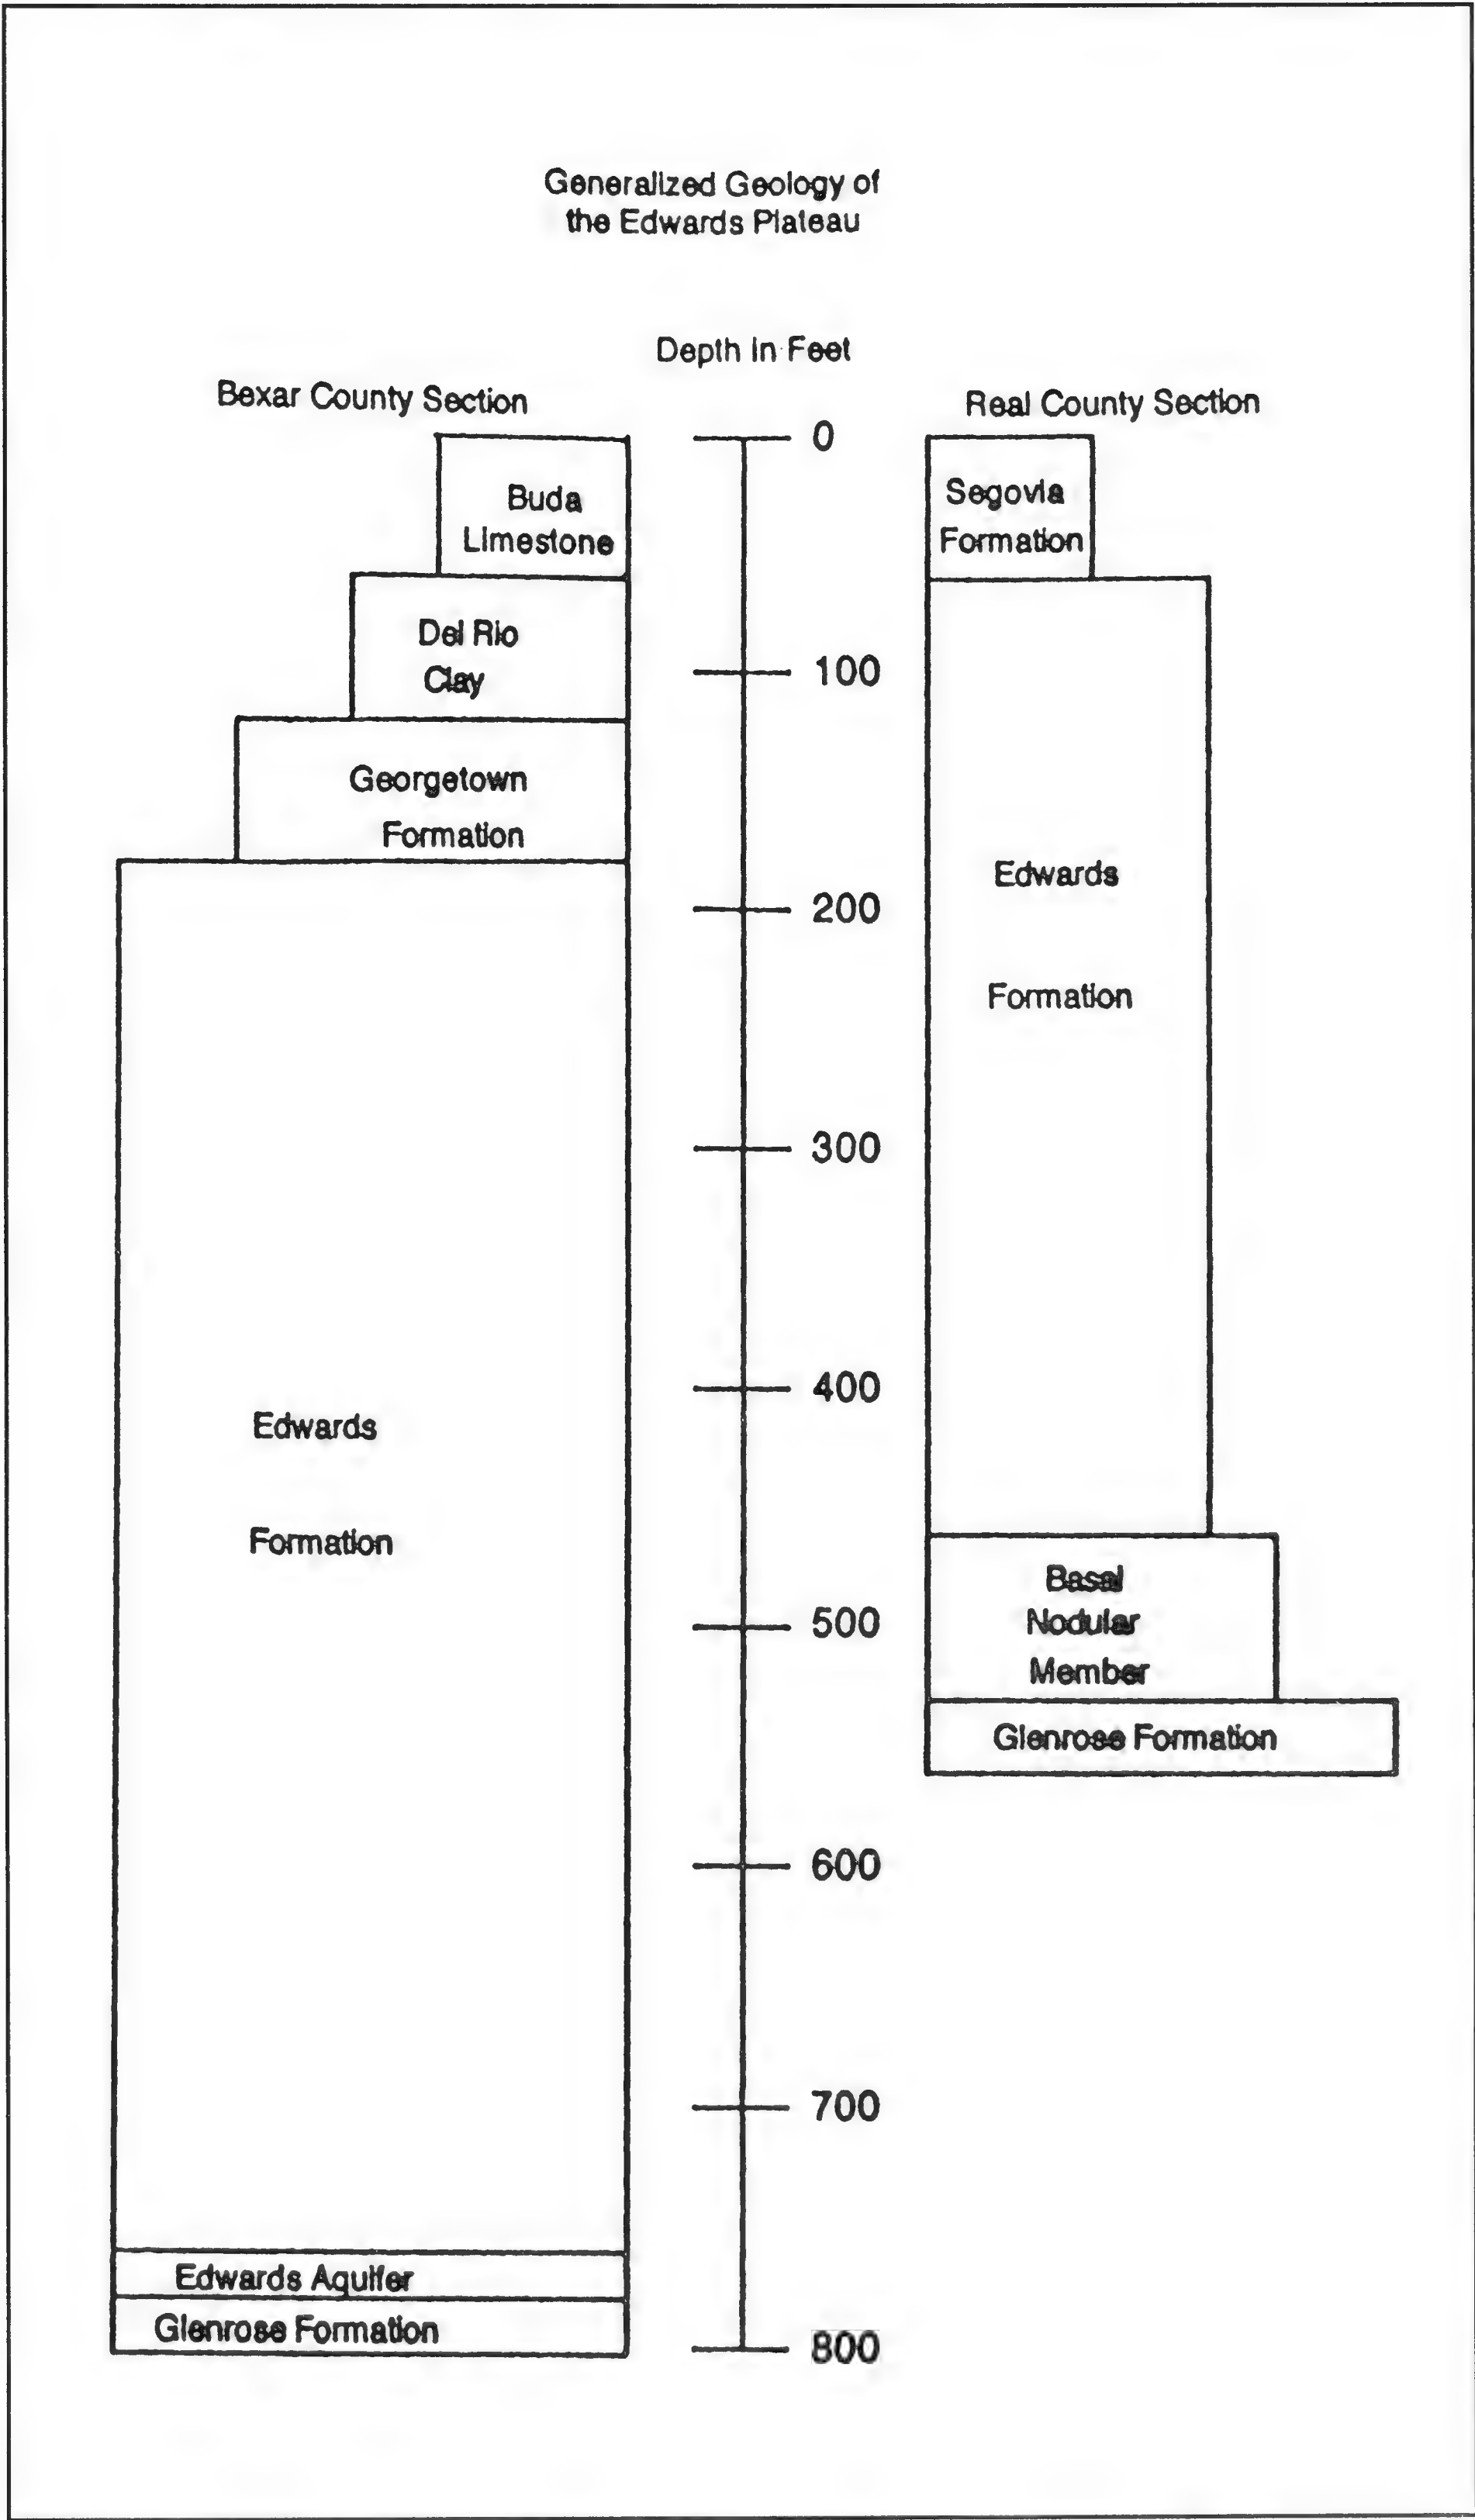 Generalized Geology of
the Edwards Plateau
Depth in Feet
Bexar County Section
Real County Section
Buda
Limestone
Del Rio
Clay
Georgetown
Formation
Edwards
Formation
Edwards Aquifer
Glenrose Formation
0
100
200
300
400
500
600
700
800
Segovia
Formation
Edwards
Formation
Basal
Nodular
Member
Glenrose Formation